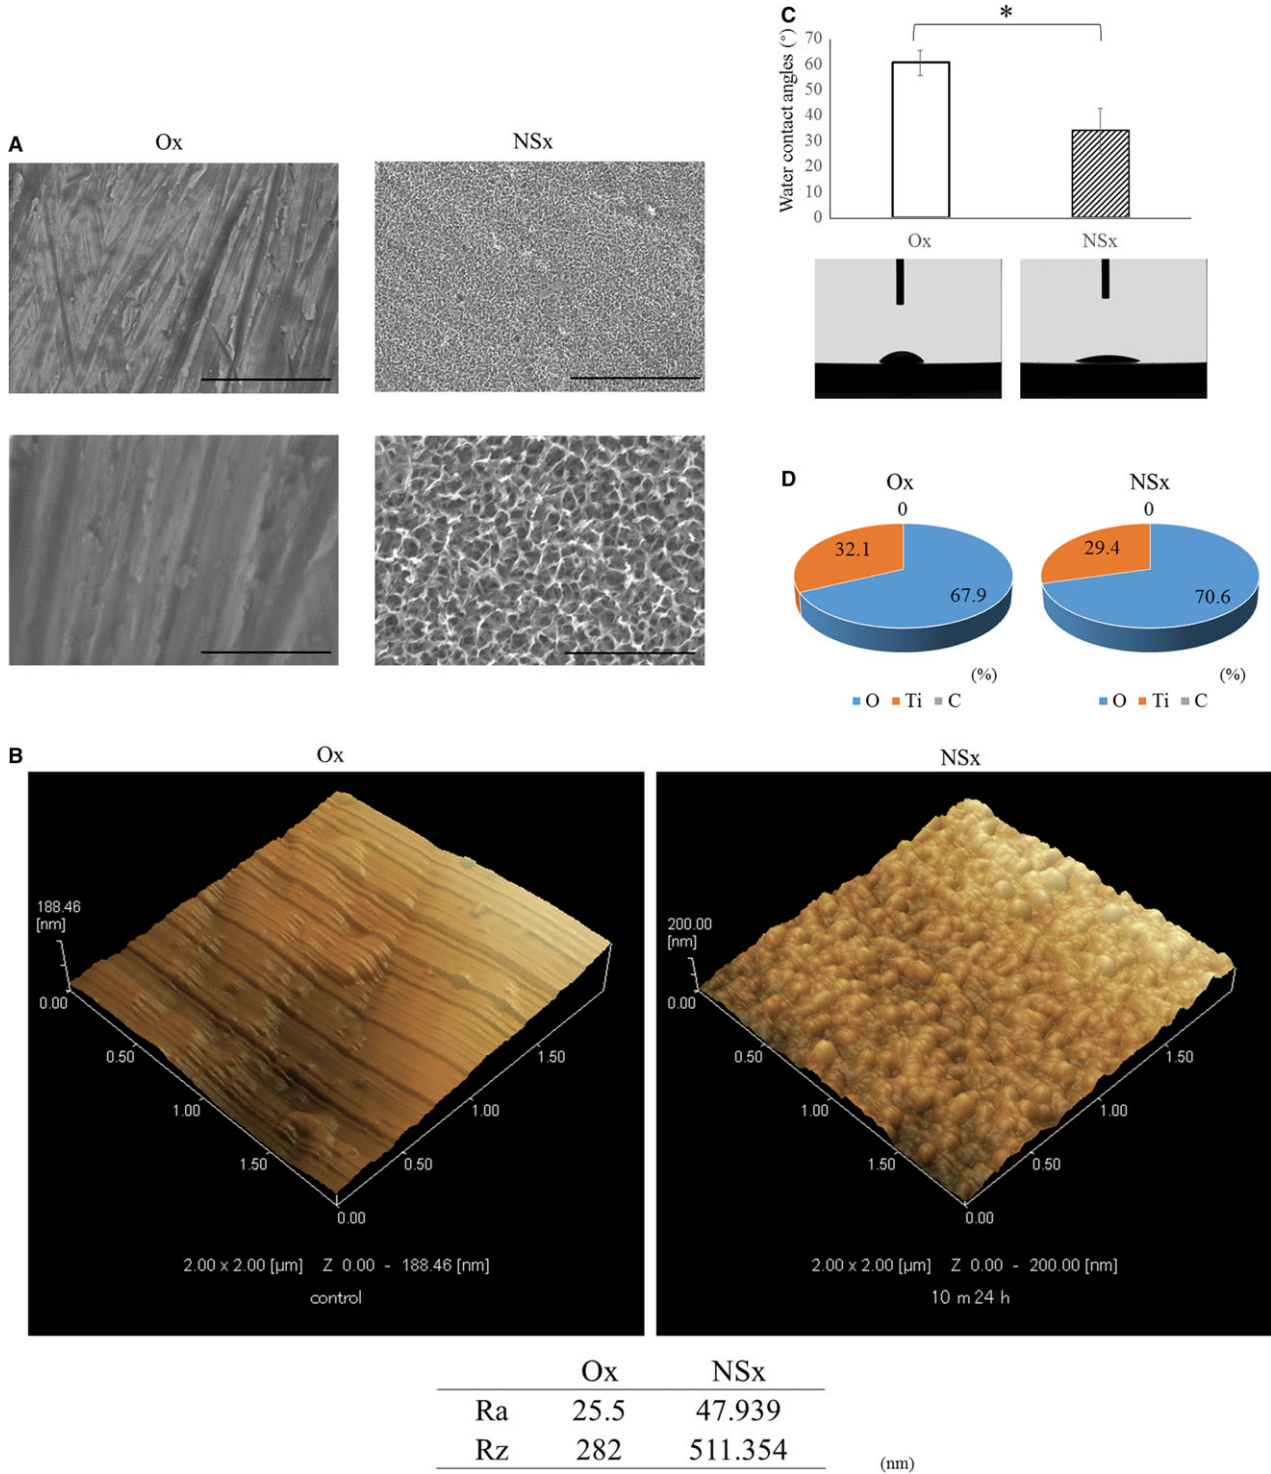 A
Ox
NSx
C
*
Water contact angles (°)
70
60
50
40
30
20
10
0
Ox
NSx
D
Ox
NSx
0
0
32.1
67.9
29.4
70.6
(%)
(%)
O Ti C
O Ti C
B
Ox
NSx
188.46
[nm]
0.00
0.50
1.00
1.50
0.00
0.50
1.00
1.50
2.00 x 2.00 [µm] Z 0.00 - 188.46 [nm]
control
200.00
[nm]
0.00
0.50
1.00
1.50
0.00
0.50
1.00
1.50
2.00 x 2.00 [µm] Z 0.00 - 200.00 [nm]
10 m 24 h
Ox NSx
Ra 25.5 47.939
Rz 282 511.354
(nm)